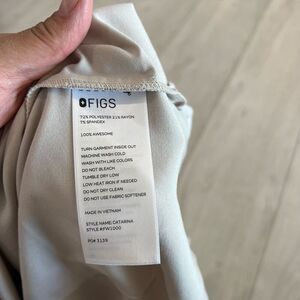 FIGS
72% POLYESTER 21% RAYON
7% SPANDEX
100% AWESOME
TURN GARMENT INSIDE OUT
MACHINE WASH COLD
WASH WITH LIKE COLORS
DO NOT BLEACH
TUMBLE DRY LOW
LOW HEAT IRON IF NEEDED
DO NOT DRY CLEAN
DO NOT USE FABRIC SOFTENER
MADE IN VIETNAM
STYLE NAME: CATARINA
STYLE #:FW1000
PO# 3139